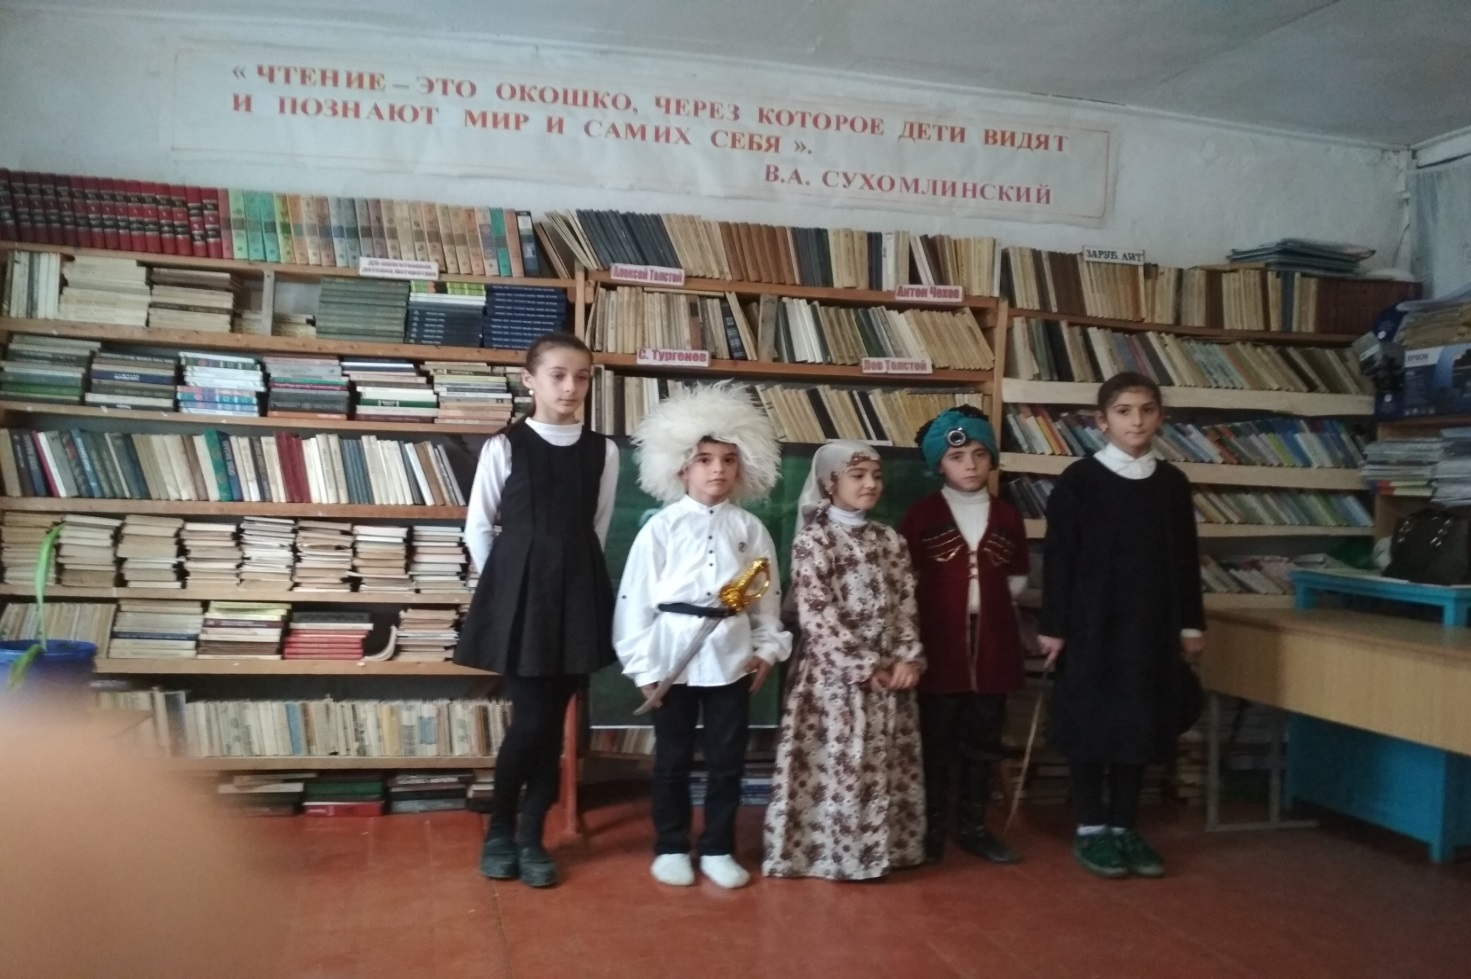 « ЧТЕНИЕ – ЭТО ОКОШКО, ЧЕРЕЗ КОТОРОЕ ДЕТИ ВИДЯТ
И ПОЗНАЮТ МИР И САМИХ СЕБЯ ».
В.А. СУХОМЛИНСКИЙ
ЗАРУБ. ЛИТ
Алексей Толстой
Антон Чехов
С. Тургенев
Лев Толстой
EPSON